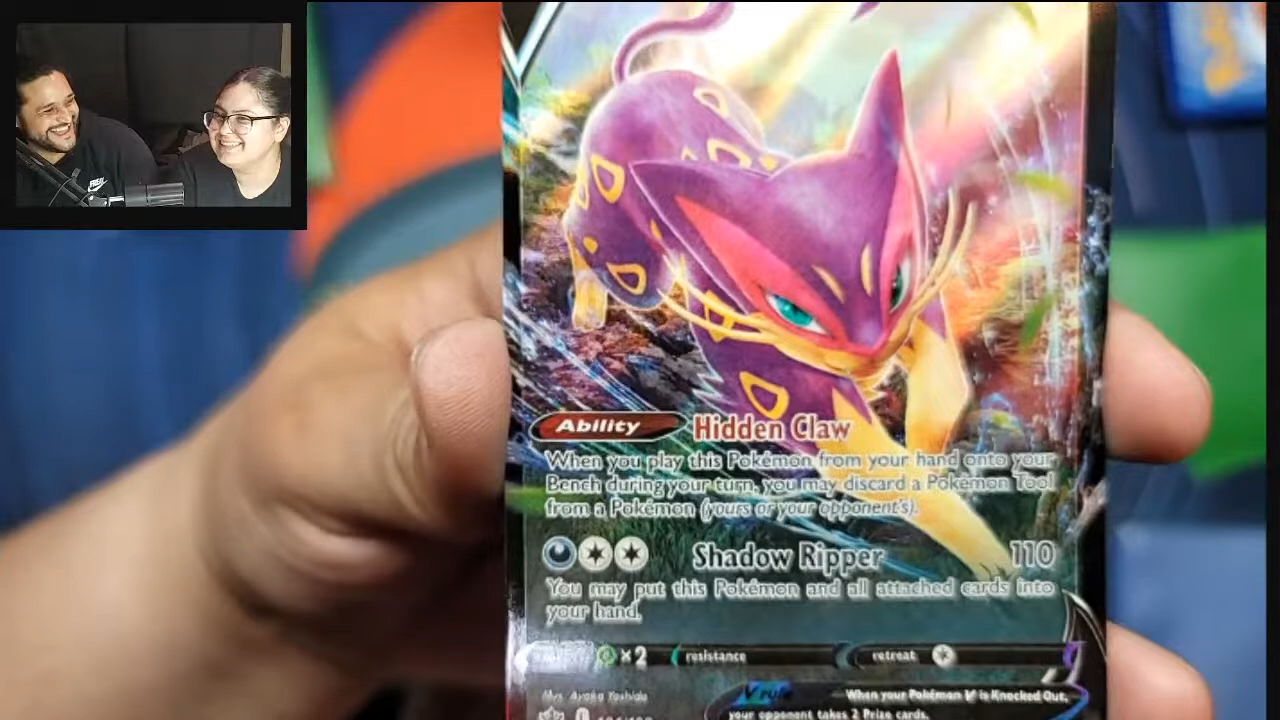 Ability Hidden Claw
When you play this Pokémon from your hand onto your
Bench during your turn, you may discard a Pokémon Tool
from a Pokémon (yours or your opponent's).
Shadow Ripper 110
You may put this Pokémon and all attached cards into
your hand.
×2 resistance retreat
Illus. Ayaka Yoshida
V rule When your Pokémon V is Knocked Out,
your opponent takes 2 Prize cards.